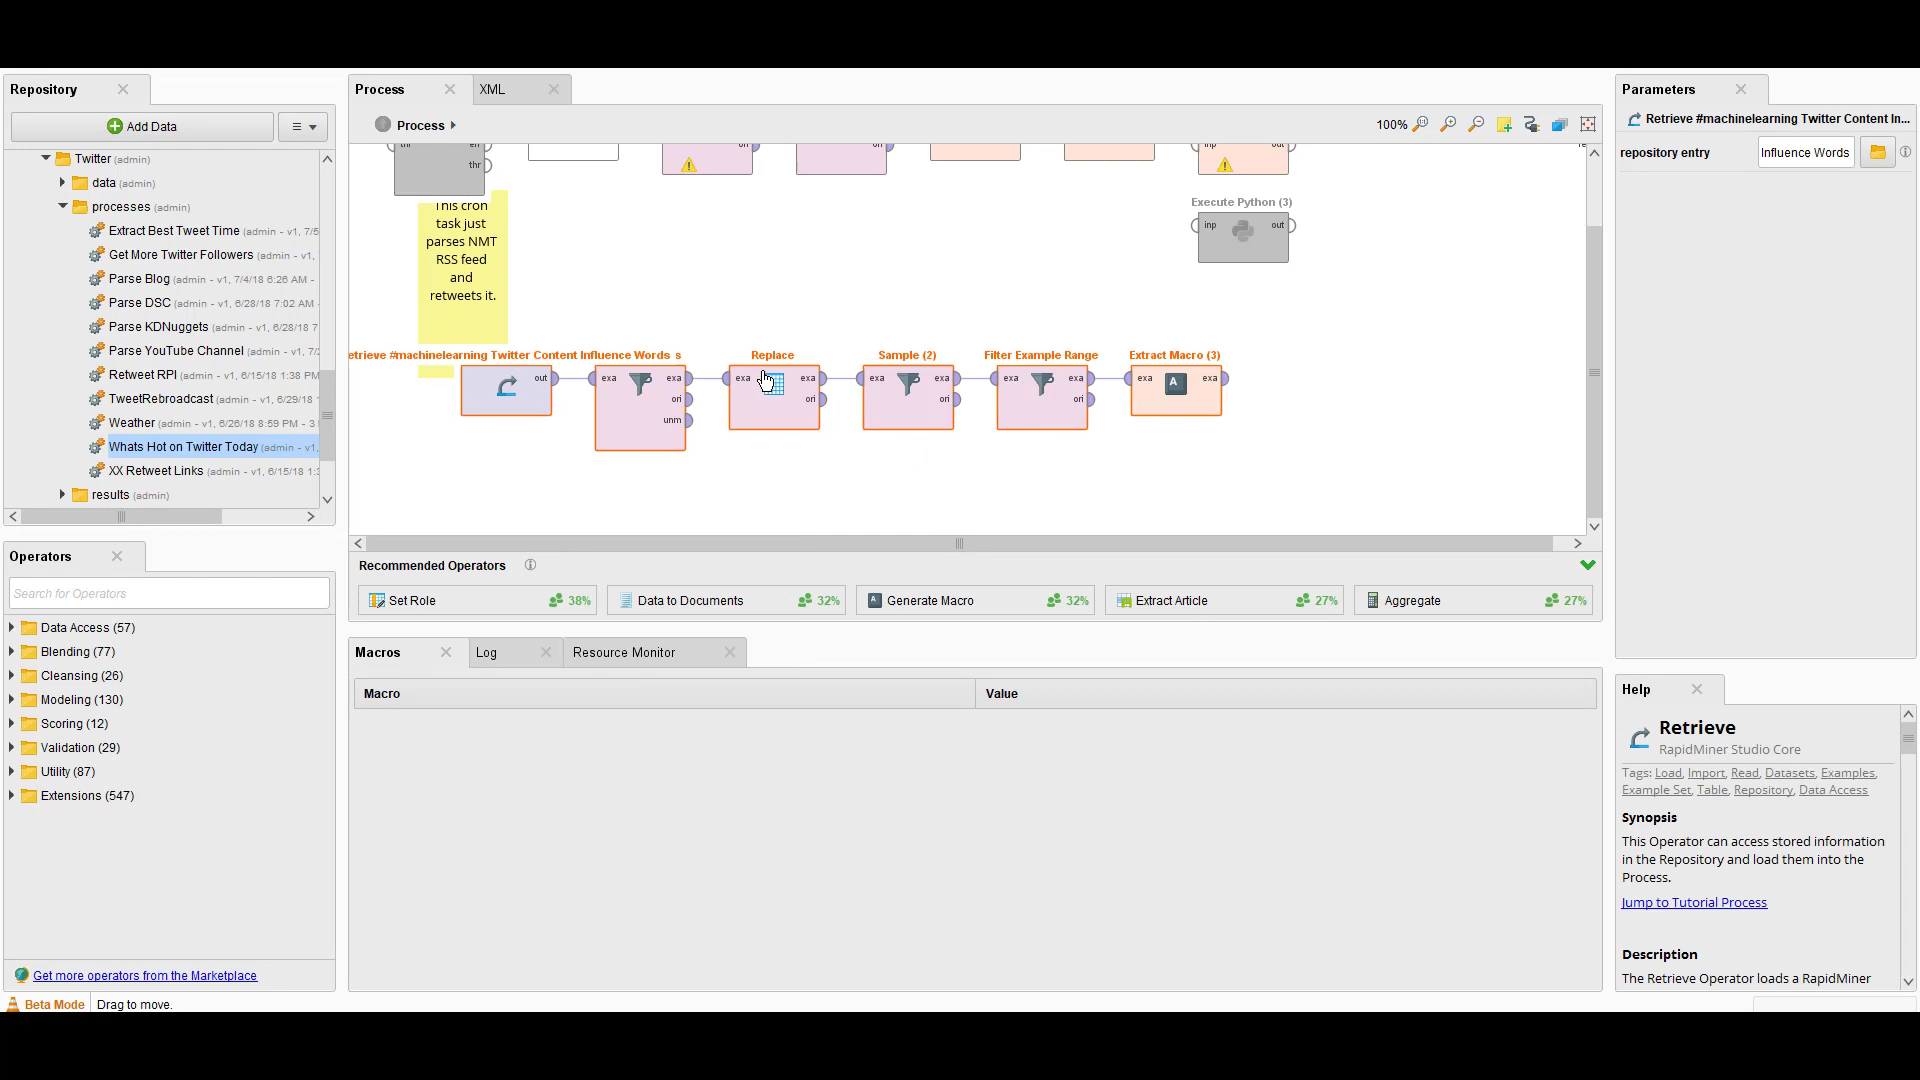 Repository
Process
XML
Parameters
Add Data
Process
100%
Retrieve #machinelearning Twitter Content In...
repository entry
Influence Words
Twitter (admin)
data (admin)
processes (admin)
Extract Best Tweet Time (admin - v1, 7/5
Get More Twitter Followers (admin - v1,
Parse Blog (admin - v1, 7/4/18 6:26 AM -
Parse DSC (admin - v1, 6/28/18 7:02 AM -
Parse KDNuggets (admin - v1, 6/28/18 7
Parse YouTube Channel (admin - v1, 7/2
Retweet RPI (admin - v1, 6/15/18 1:38 PM
TweetRebroadcast (admin - v1, 6/29/18 1
Weather (admin - v1, 6/26/18 8:59 PM - 3
Whats Hot on Twitter Today (admin - v1,
XX Retweet Links (admin - v1, 6/15/18 1:3
results (admin)
thr
ori
ori
inp
out
thr
This cron
task just
parses NMT
RSS feed
and
retweets it.
Execute Python (3)
inp
out
etrieve #machinelearning Twitter Content Influence Words s
Replace
Sample (2)
Filter Example Range
Extract Macro (3)
out
exa
exa
ori
unm
exa
exa
ori
exa
exa
ori
exa
exa
ori
exa
exa
Recommended Operators
Set Role
38%
Data to Documents
32%
Generate Macro
32%
Extract Article
27%
Aggregate
27%
Operators
Search for Operators
Data Access (57)
Blending (77)
Cleansing (26)
Modeling (130)
Scoring (12)
Validation (29)
Utility (87)
Extensions (547)
Get more operators from the Marketplace
Macros
Log
Resource Monitor
Macro
Value
Help
Retrieve
RapidMiner Studio Core
Tags: Load, Import, Read, Datasets, Examples,
Example Set, Table, Repository, Data Access
Synopsis
This Operator can access stored information
in the Repository and load them into the
Process.
Jump to Tutorial Process
Description
The Retrieve Operator loads a RapidMiner
Beta Mode
Drag to move.